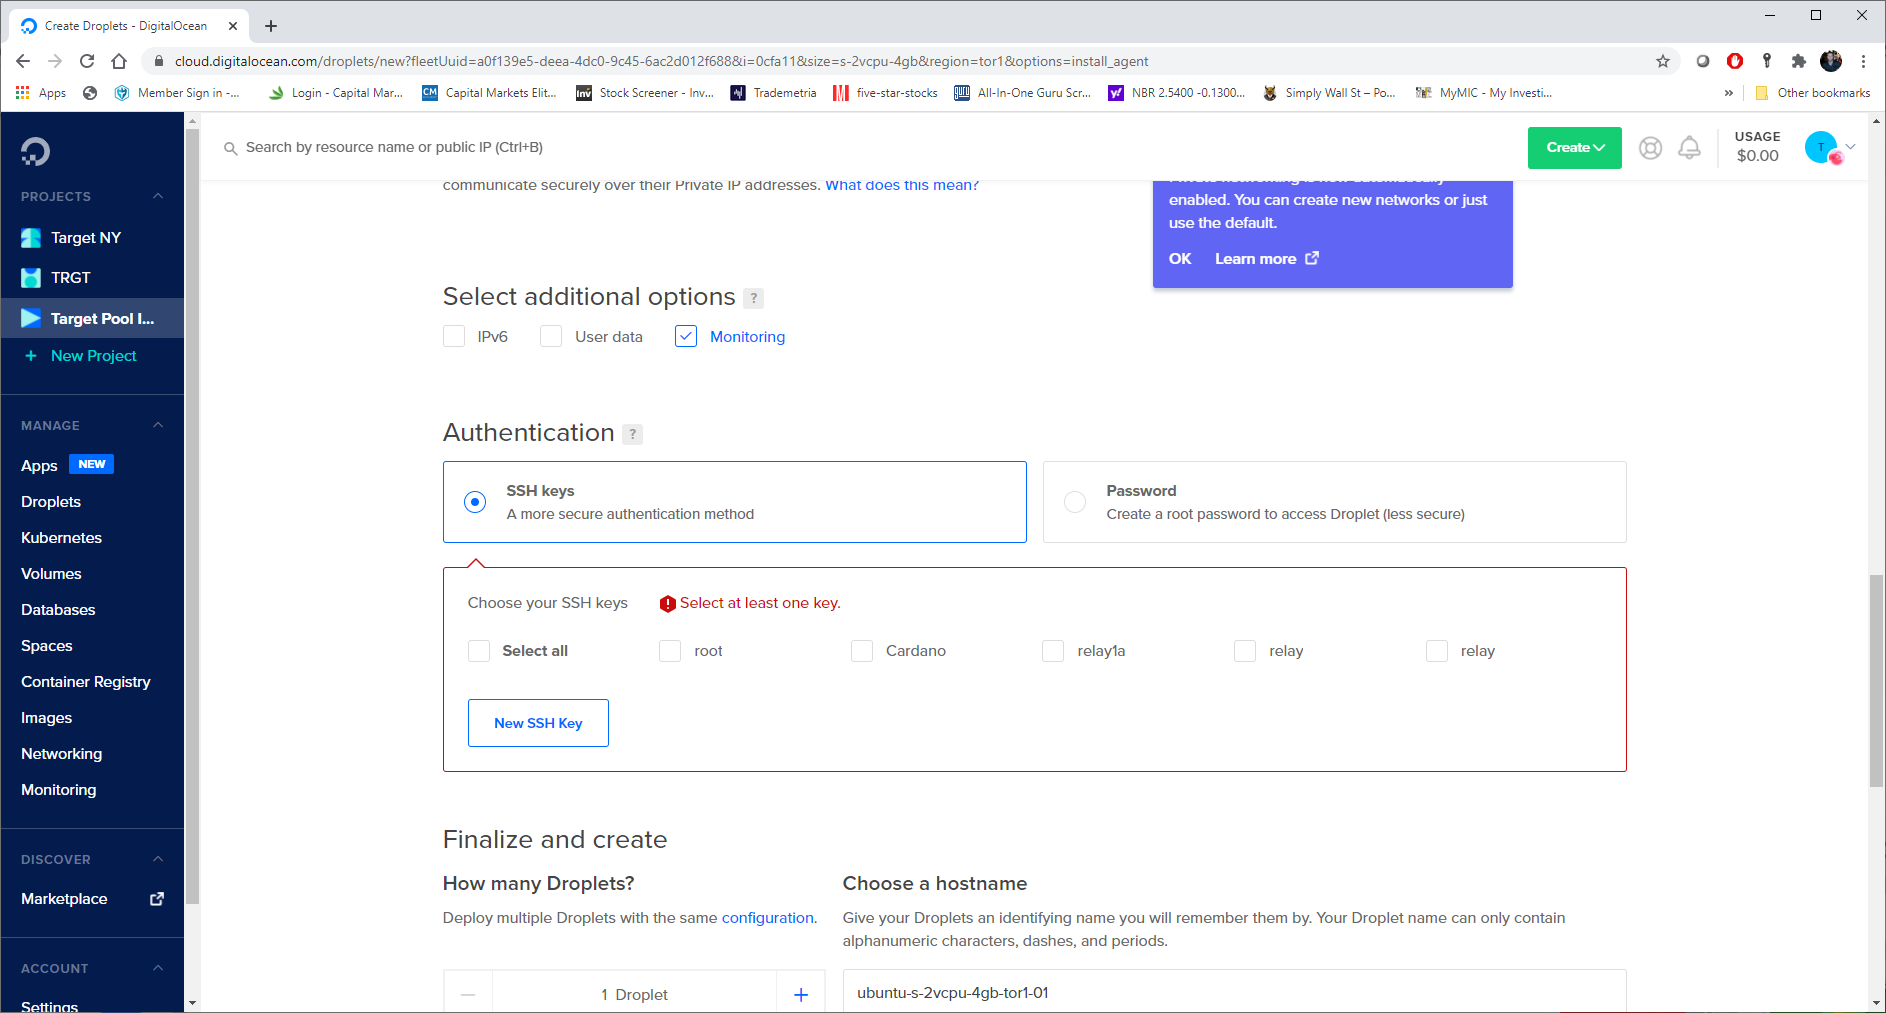 Create Droplets - DigitalOcean
cloud.digitalocean.com/droplets/new?fleetUuid=a0f139e5-deea-4dc0-9c45-6ac2d012f688&i=0cfa11&size=s-2vcpu-4gb&region=tor1&options=install_agent
Apps Member Sign in -... Login - Capital Mar... CM Capital Markets Elit... Inv Stock Screener - Inv... Trademetria five-star-stocks GURU All-In-One Guru Scr... y! NBR 2.5400 -0.1300... Simply Wall St – Po... MyMIC - My Investi... » Other bookmarks
Search by resource name or public IP (Ctrl+B)
Create
USAGE
$0.00
T
PROJECTS
Target NY
TRGT
Target Pool I...
+ New Project
MANAGE
Apps NEW
Droplets
Kubernetes
Volumes
Databases
Spaces
Container Registry
Images
Networking
Monitoring
DISCOVER
Marketplace
ACCOUNT
Settings
communicate securely over their Private IP addresses. What does this mean?
Private networking is now automatically
enabled. You can create new networks or just
use the default.
OK Learn more
Select additional options ?
IPv6 User data Monitoring
Authentication ?
SSH keys
A more secure authentication method
Password
Create a root password to access Droplet (less secure)
Choose your SSH keys ! Select at least one key.
Select all root Cardano relay1a relay relay
New SSH Key
Finalize and create
How many Droplets?
Deploy multiple Droplets with the same configuration.
1 Droplet
Choose a hostname
Give your Droplets an identifying name you will remember them by. Your Droplet name can only contain
alphanumeric characters, dashes, and periods.
ubuntu-s-2vcpu-4gb-tor1-01